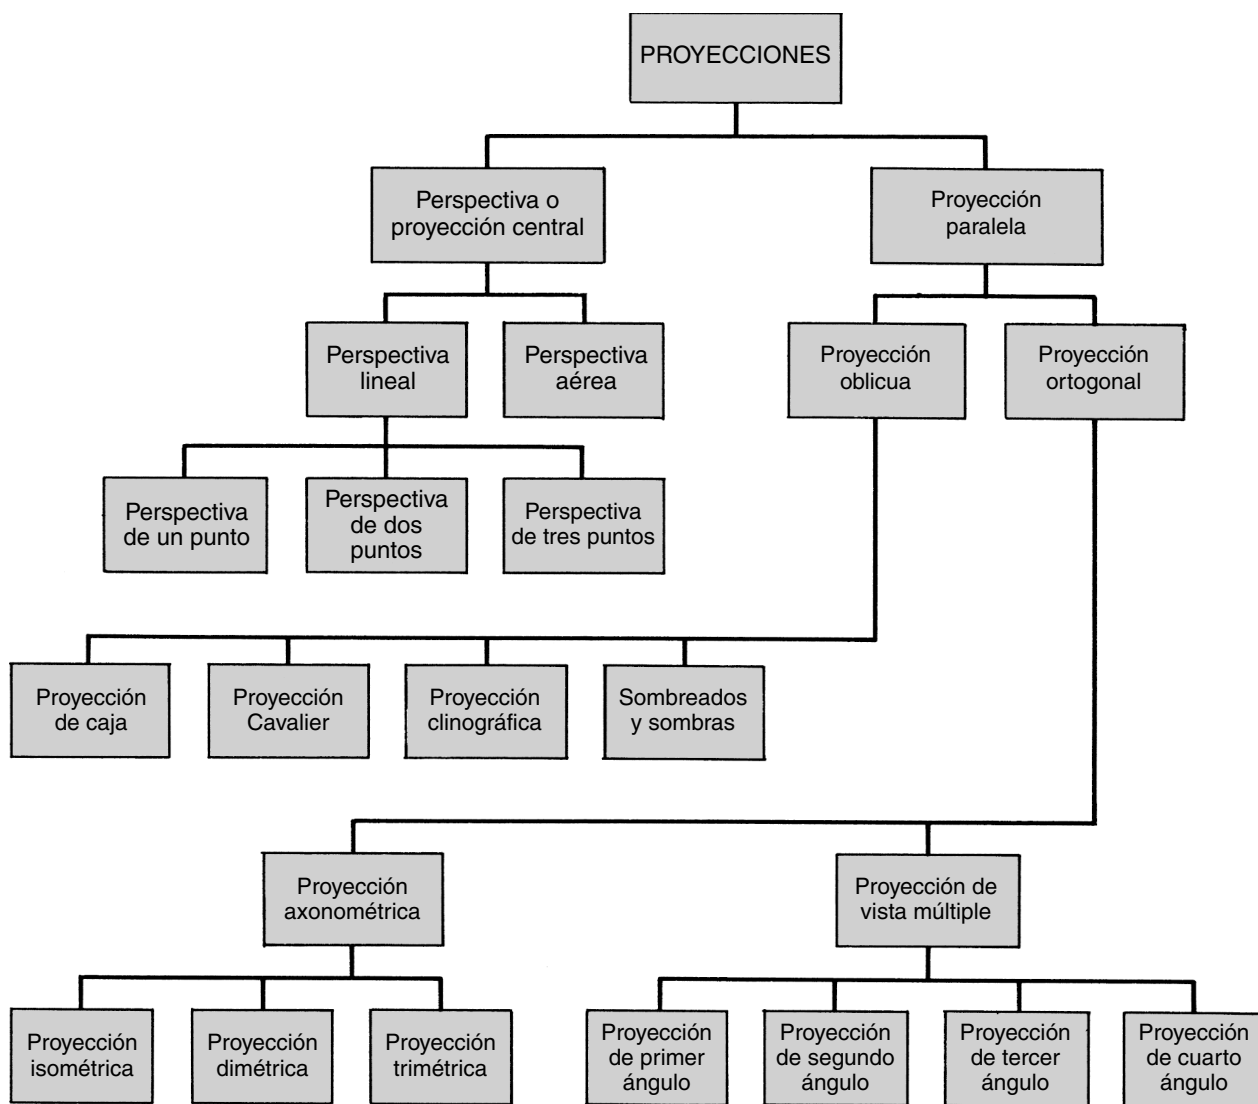 PROYECCIONES
Perspectiva o
proyección central
Proyección
paralela
Perspectiva
lineal
Perspectiva
aérea
Proyección
oblicua
Proyección
ortogonal
Perspectiva
de un punto
Perspectiva
de dos
puntos
Perspectiva
de tres puntos
Proyección
de caja
Proyección
Cavalier
Proyección
clinográfica
Sombreados
y sombras
Proyección
axonométrica
Proyección de
vista múltiple
Proyección
isométrica
Proyección
dimétrica
Proyección
trimétrica
Proyección
de primer
ángulo
Proyección
de segundo
ángulo
Proyección
de tercer
ángulo
Proyección
de cuarto
ángulo